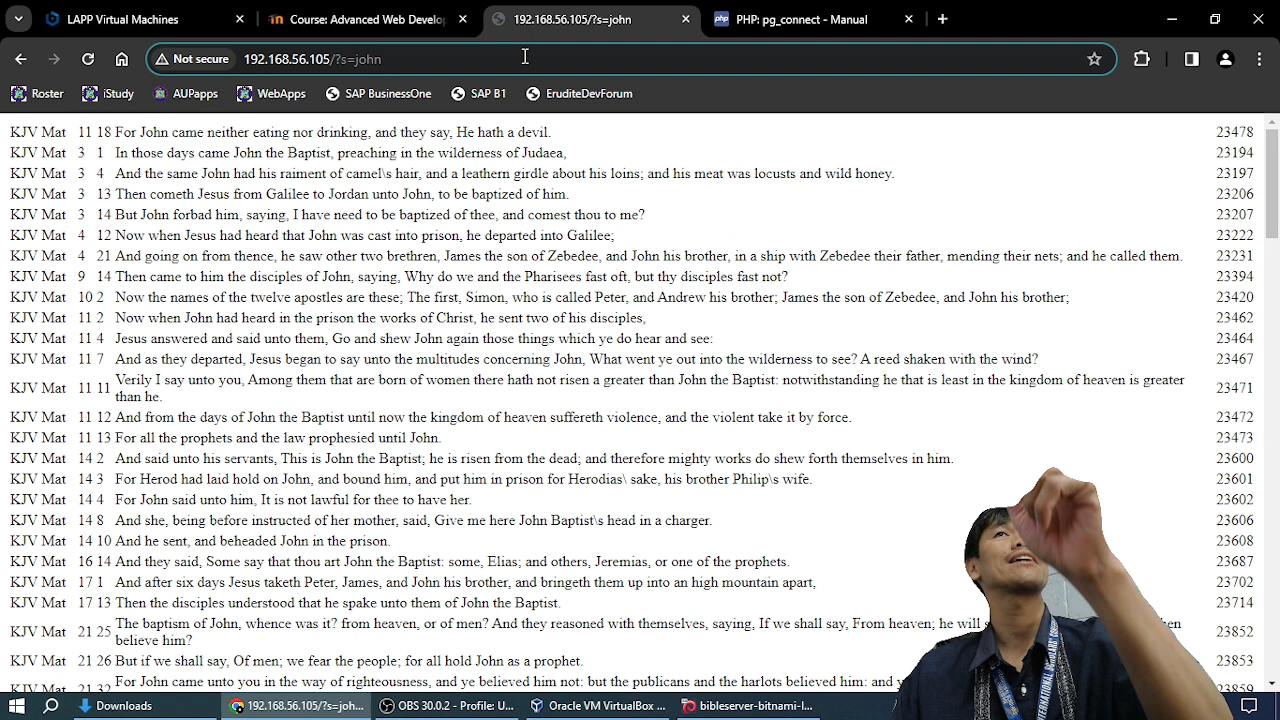 LAPP Virtual Machines
Course: Advanced Web Develo
192.168.56.105/?s=john
php PHP: pg_connect - Manual
Not secure 192.168.56.105/?s=john
Roster iStudy AUPapps WebApps SAP BusinessOne SAP B1 EruditeDevForum
KJV Mat 11 18 For John came neither eating nor drinking, and they say, He hath a devil. 23478
KJV Mat 3 1 In those days came John the Baptist, preaching in the wilderness of Judaea, 23194
KJV Mat 3 4 And the same John had his raiment of camel\s hair, and a leathern girdle about his loins; and his meat was locusts and wild honey. 23197
KJV Mat 3 13 Then cometh Jesus from Galilee to Jordan unto John, to be baptized of him. 23206
KJV Mat 3 14 But John forbad him, saying, I have need to be baptized of thee, and comest thou to me? 23207
KJV Mat 4 12 Now when Jesus had heard that John was cast into prison, he departed into Galilee; 23222
KJV Mat 4 21 And going on from thence, he saw other two brethren, James the son of Zebedee, and John his brother, in a ship with Zebedee their father, mending their nets; and he called them. 23231
KJV Mat 9 14 Then came to him the disciples of John, saying, Why do we and the Pharisees fast oft, but thy disciples fast not? 23394
KJV Mat 10 2 Now the names of the twelve apostles are these; The first, Simon, who is called Peter, and Andrew his brother; James the son of Zebedee, and John his brother; 23420
KJV Mat 11 2 Now when John had heard in the prison the works of Christ, he sent two of his disciples, 23462
KJV Mat 11 4 Jesus answered and said unto them, Go and shew John again those things which ye do hear and see: 23464
KJV Mat 11 7 And as they departed, Jesus began to say unto the multitudes concerning John, What went ye out into the wilderness to see? A reed shaken with the wind? 23467
KJV Mat 11 11 Verily I say unto you, Among them that are born of women there hath not risen a greater than John the Baptist: notwithstanding he that is least in the kingdom of heaven is greater 23471
than he.
KJV Mat 11 12 And from the days of John the Baptist until now the kingdom of heaven suffereth violence, and the violent take it by force. 23472
KJV Mat 11 13 For all the prophets and the law prophesied until John. 23473
KJV Mat 14 2 And said unto his servants, This is John the Baptist; he is risen from the dead; and therefore mighty works do shew forth themselves in him. 23600
KJV Mat 14 3 For Herod had laid hold on John, and bound him, and put him in prison for Herodias\ sake, his brother Philip\s wife. 23601
KJV Mat 14 4 For John said unto him, It is not lawful for thee to have her. 23602
KJV Mat 14 8 And she, being before instructed of her mother, said, Give me here John Baptist\s head in a charger. 23606
KJV Mat 14 10 And he sent, and beheaded John in the prison. 23608
KJV Mat 16 14 And they said, Some say that thou art John the Baptist: some, Elias; and others, Jeremias, or one of the prophets. 23687
KJV Mat 17 1 And after six days Jesus taketh Peter, James, and John his brother, and bringeth them up into an high mountain apart, 23702
KJV Mat 17 13 Then the disciples understood that he spake unto them of John the Baptist. 23714
KJV Mat 21 25 The baptism of John, whence was it? from heaven, or of men? And they reasoned with themselves, saying, If we shall say, From heaven; he will 23852
believe him?
KJV Mat 21 26 But if we shall say, Of men; we fear the people; for all hold John as a prophet. 23853
KJV Mat 21 32 For John came unto you in the way of righteousness, and ye believed him not: but the publicans and the harlots believed him: and 23859
INTERNATIONAL SCHOLARS'
Downloads 192.168.56.105/?s=joh... OBS 30.0.2 - Profile: U... Oracle VM VirtualBox ... bibleserver-bitnami-l...